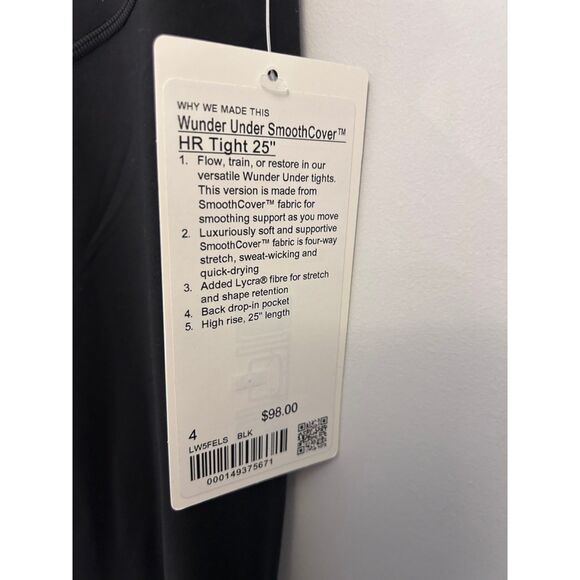 WHY WE MADE THIS
Wunder Under SmoothCover™
HR Tight 25"
1. Flow, train, or restore in our
versatile Wunder Under tights.
This version is made from
SmoothCover™ fabric for
smoothing support as you move
2. Luxuriously soft and supportive
SmoothCover™ fabric is four-way
stretch, sweat-wicking and
quick-drying
3. Added Lycra® fibre for stretch
and shape retention
4. Back drop-in pocket
5. High rise, 25" length
$98.00
4
LW5FELS BLK
000149375671